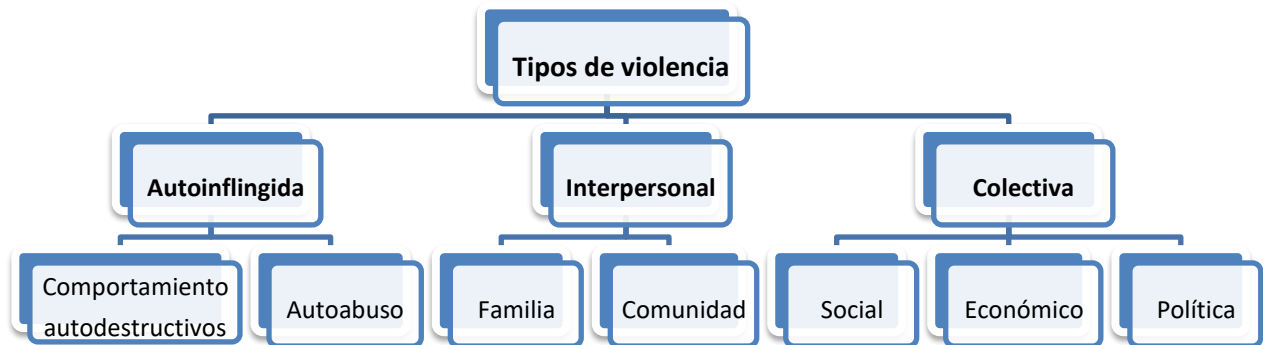 Tipos de violencia
Autoinflingida
Interpersonal
Colectiva
Comportamiento
autodestructivos
Autoabuso
Familia
Comunidad
Social
Económico
Política